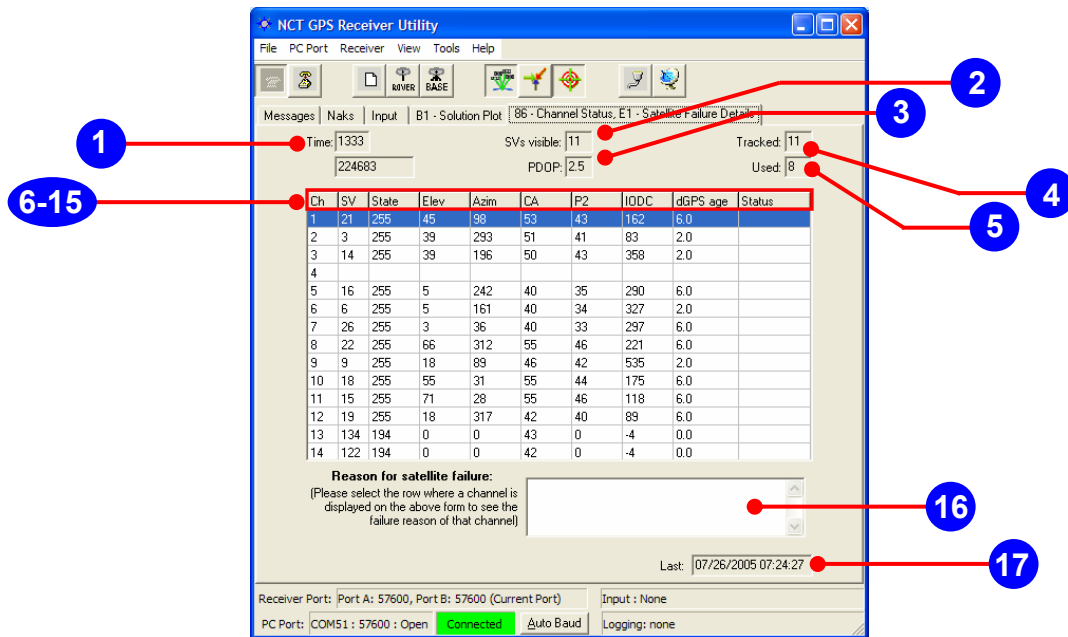 NCT GPS Receiver Utility
File PC Port Receiver View Tools Help
ROVER BASE
Messages Naks Input B1 - Solution Plot 86 - Channel Status, E1 - Satellite Failure Details
Time: 1333 SVs visible: 11 Tracked: 11
224683 PDOP: 2.5 Used: 8
Ch SV State Elev Azim CA P2 IODC dGPS age Status
1 21 255 45 98 53 43 162 6.0
2 3 255 39 293 51 41 83 2.0
3 14 255 39 196 50 43 358 2.0
4
5 16 255 5 242 40 35 290 6.0
6 6 255 5 161 40 34 327 2.0
7 26 255 3 36 40 33 297 6.0
8 22 255 66 312 55 46 221 6.0
9 9 255 18 89 46 42 535 2.0
10 18 255 55 31 55 44 175 6.0
11 15 255 71 28 55 46 118 6.0
12 19 255 18 317 42 40 89 6.0
13 134 194 0 0 43 0 -4 0.0
14 122 194 0 0 42 0 -4 0.0
Reason for satellite failure:
(Please select the row where a channel is
displayed on the above form to see the
failure reason of that channel)
Last: 07/26/2005 07:24:27
Receiver Port: Port A: 57600, Port B: 57600 (Current Port) Input : None
PC Port: COM51 : 57600 : Open Connected Auto Baud Logging: none
1
2
3
4
5
6-15
16
17